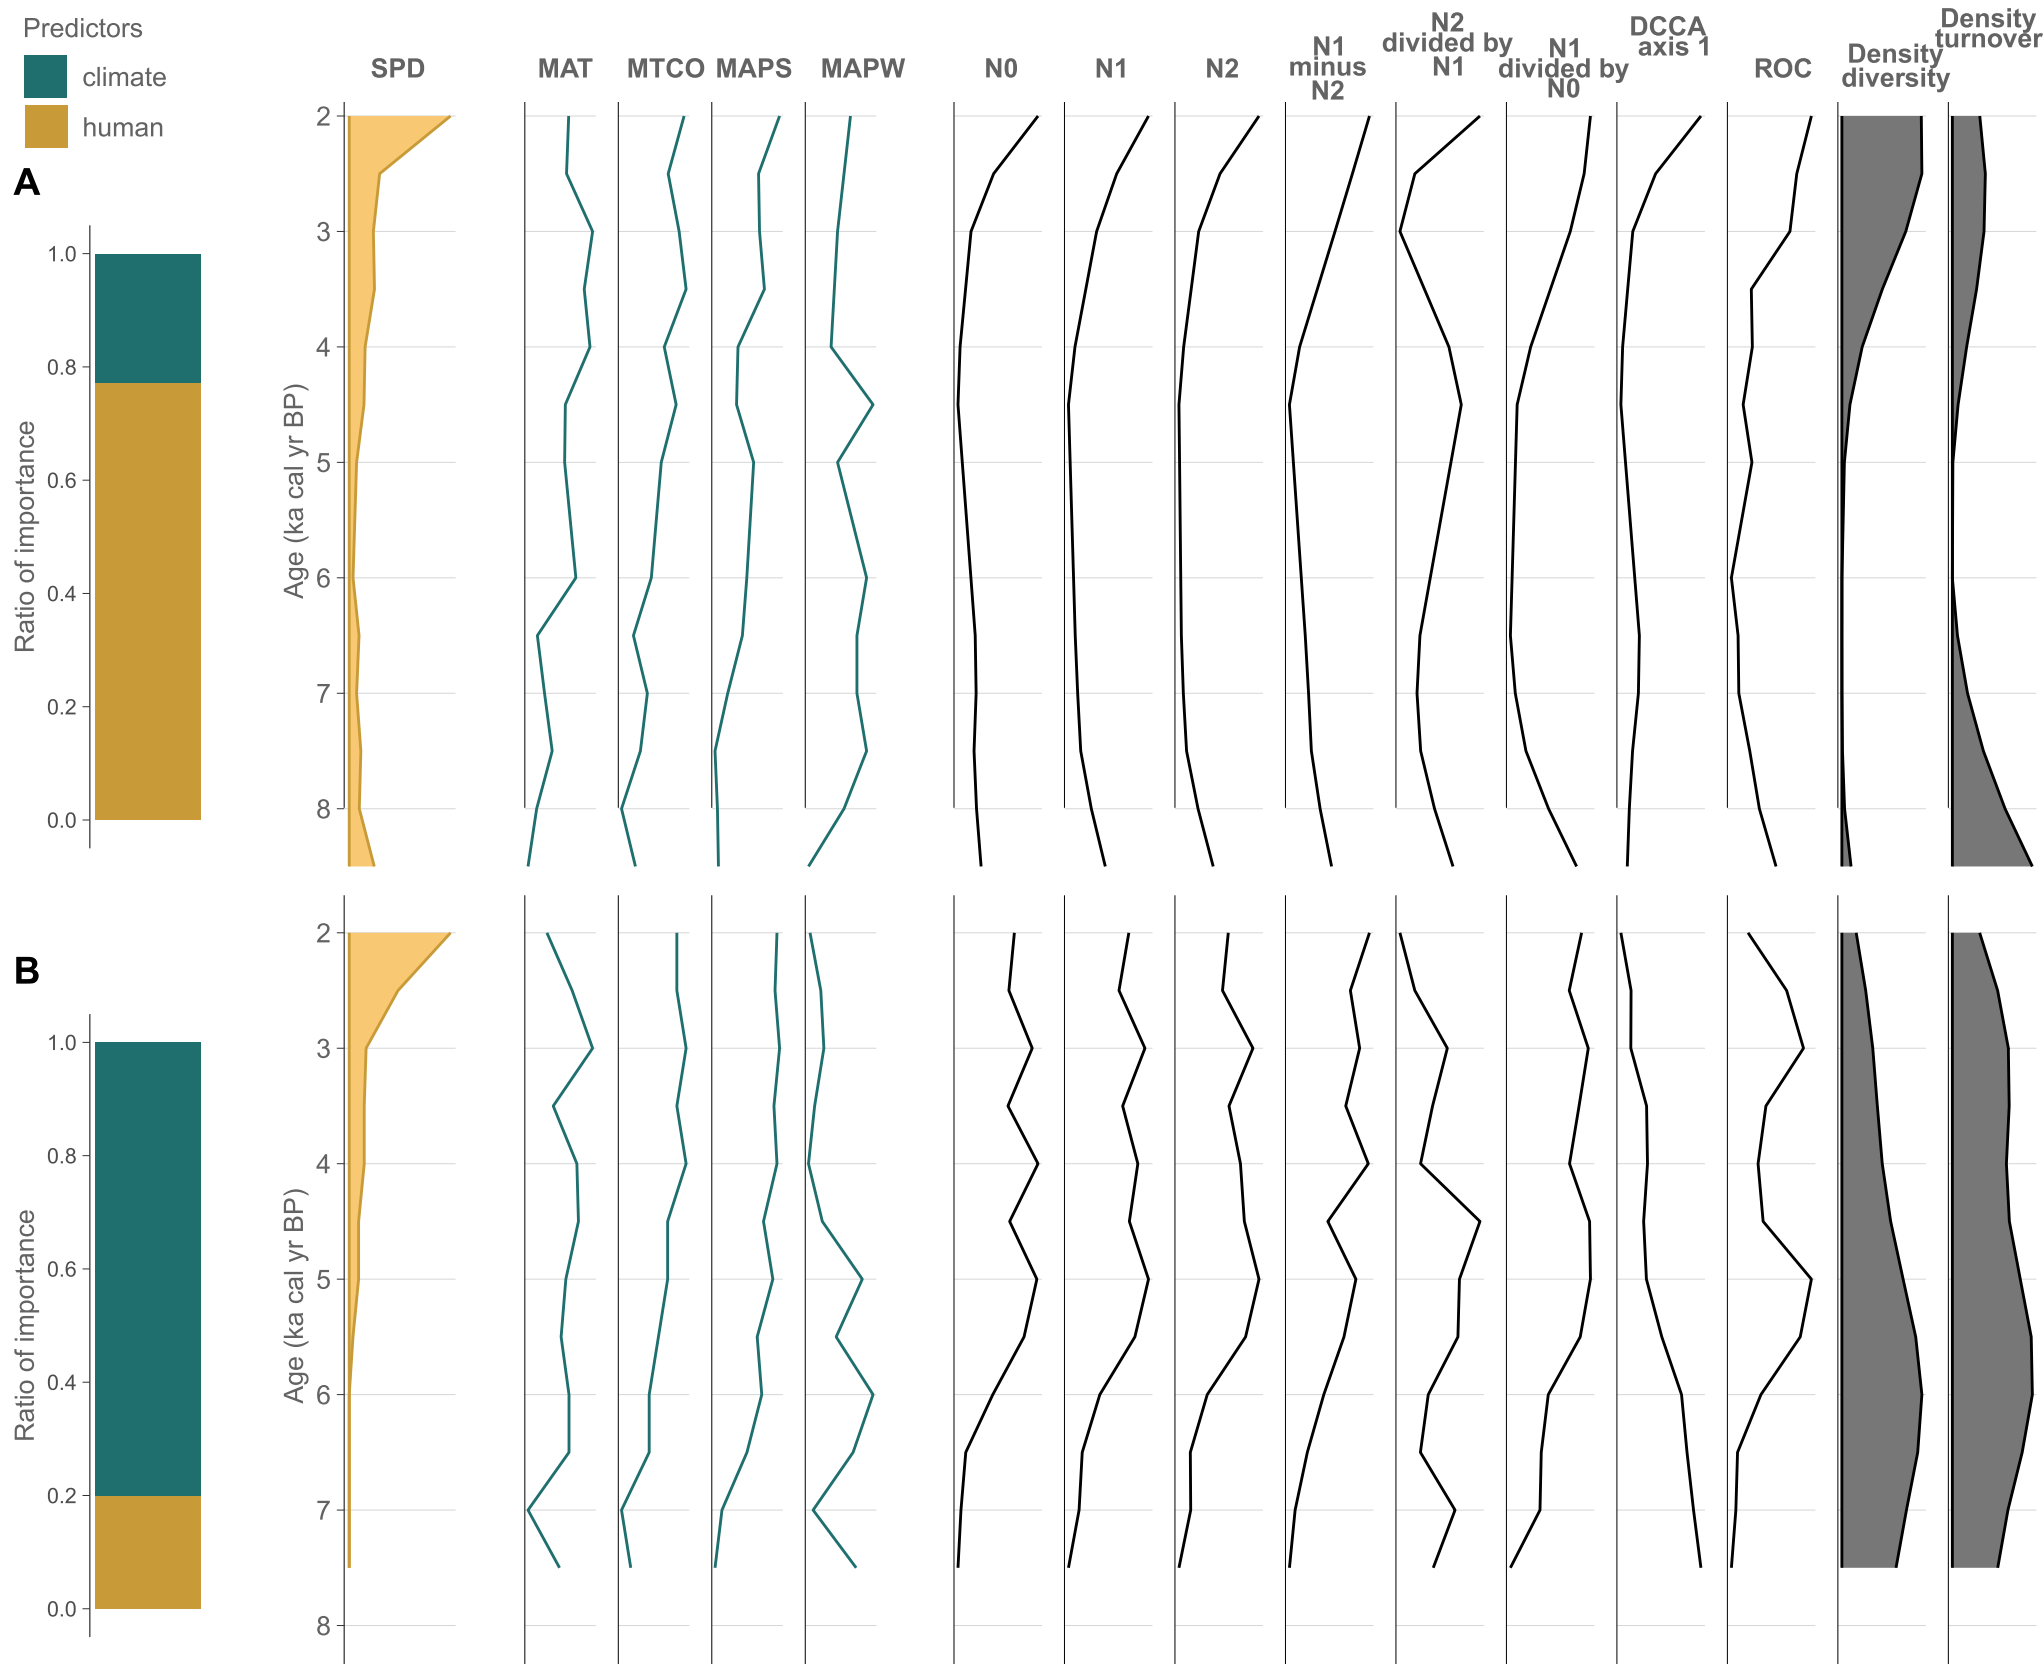 Predictors
climate
human
SPD
MAT
MTCO
MAPS
MAPW
N0
N1
N2
N1
minus
N2
N2
divided by
N1
N1
divided by
N0
DCCA
axis 1
ROC
Density
diversity
Density
turnover
A
Ratio of importance
1.0
0.8
0.6
0.4
0.2
0.0
Age (ka cal yr BP)
2
3
4
5
6
7
8
B
Ratio of importance
1.0
0.8
0.6
0.4
0.2
0.0
Age (ka cal yr BP)
2
3
4
5
6
7
8